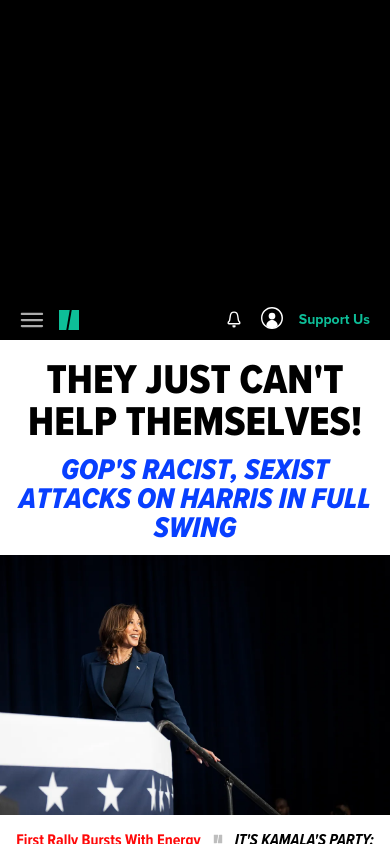 Support Us
THEY JUST CAN'T
HELP THEMSELVES!
GOP'S RACIST, SEXIST
ATTACKS ON HARRIS IN FULL
SWING
First Rally Bursts With Energy
IT'S KAMALA'S PARTY: